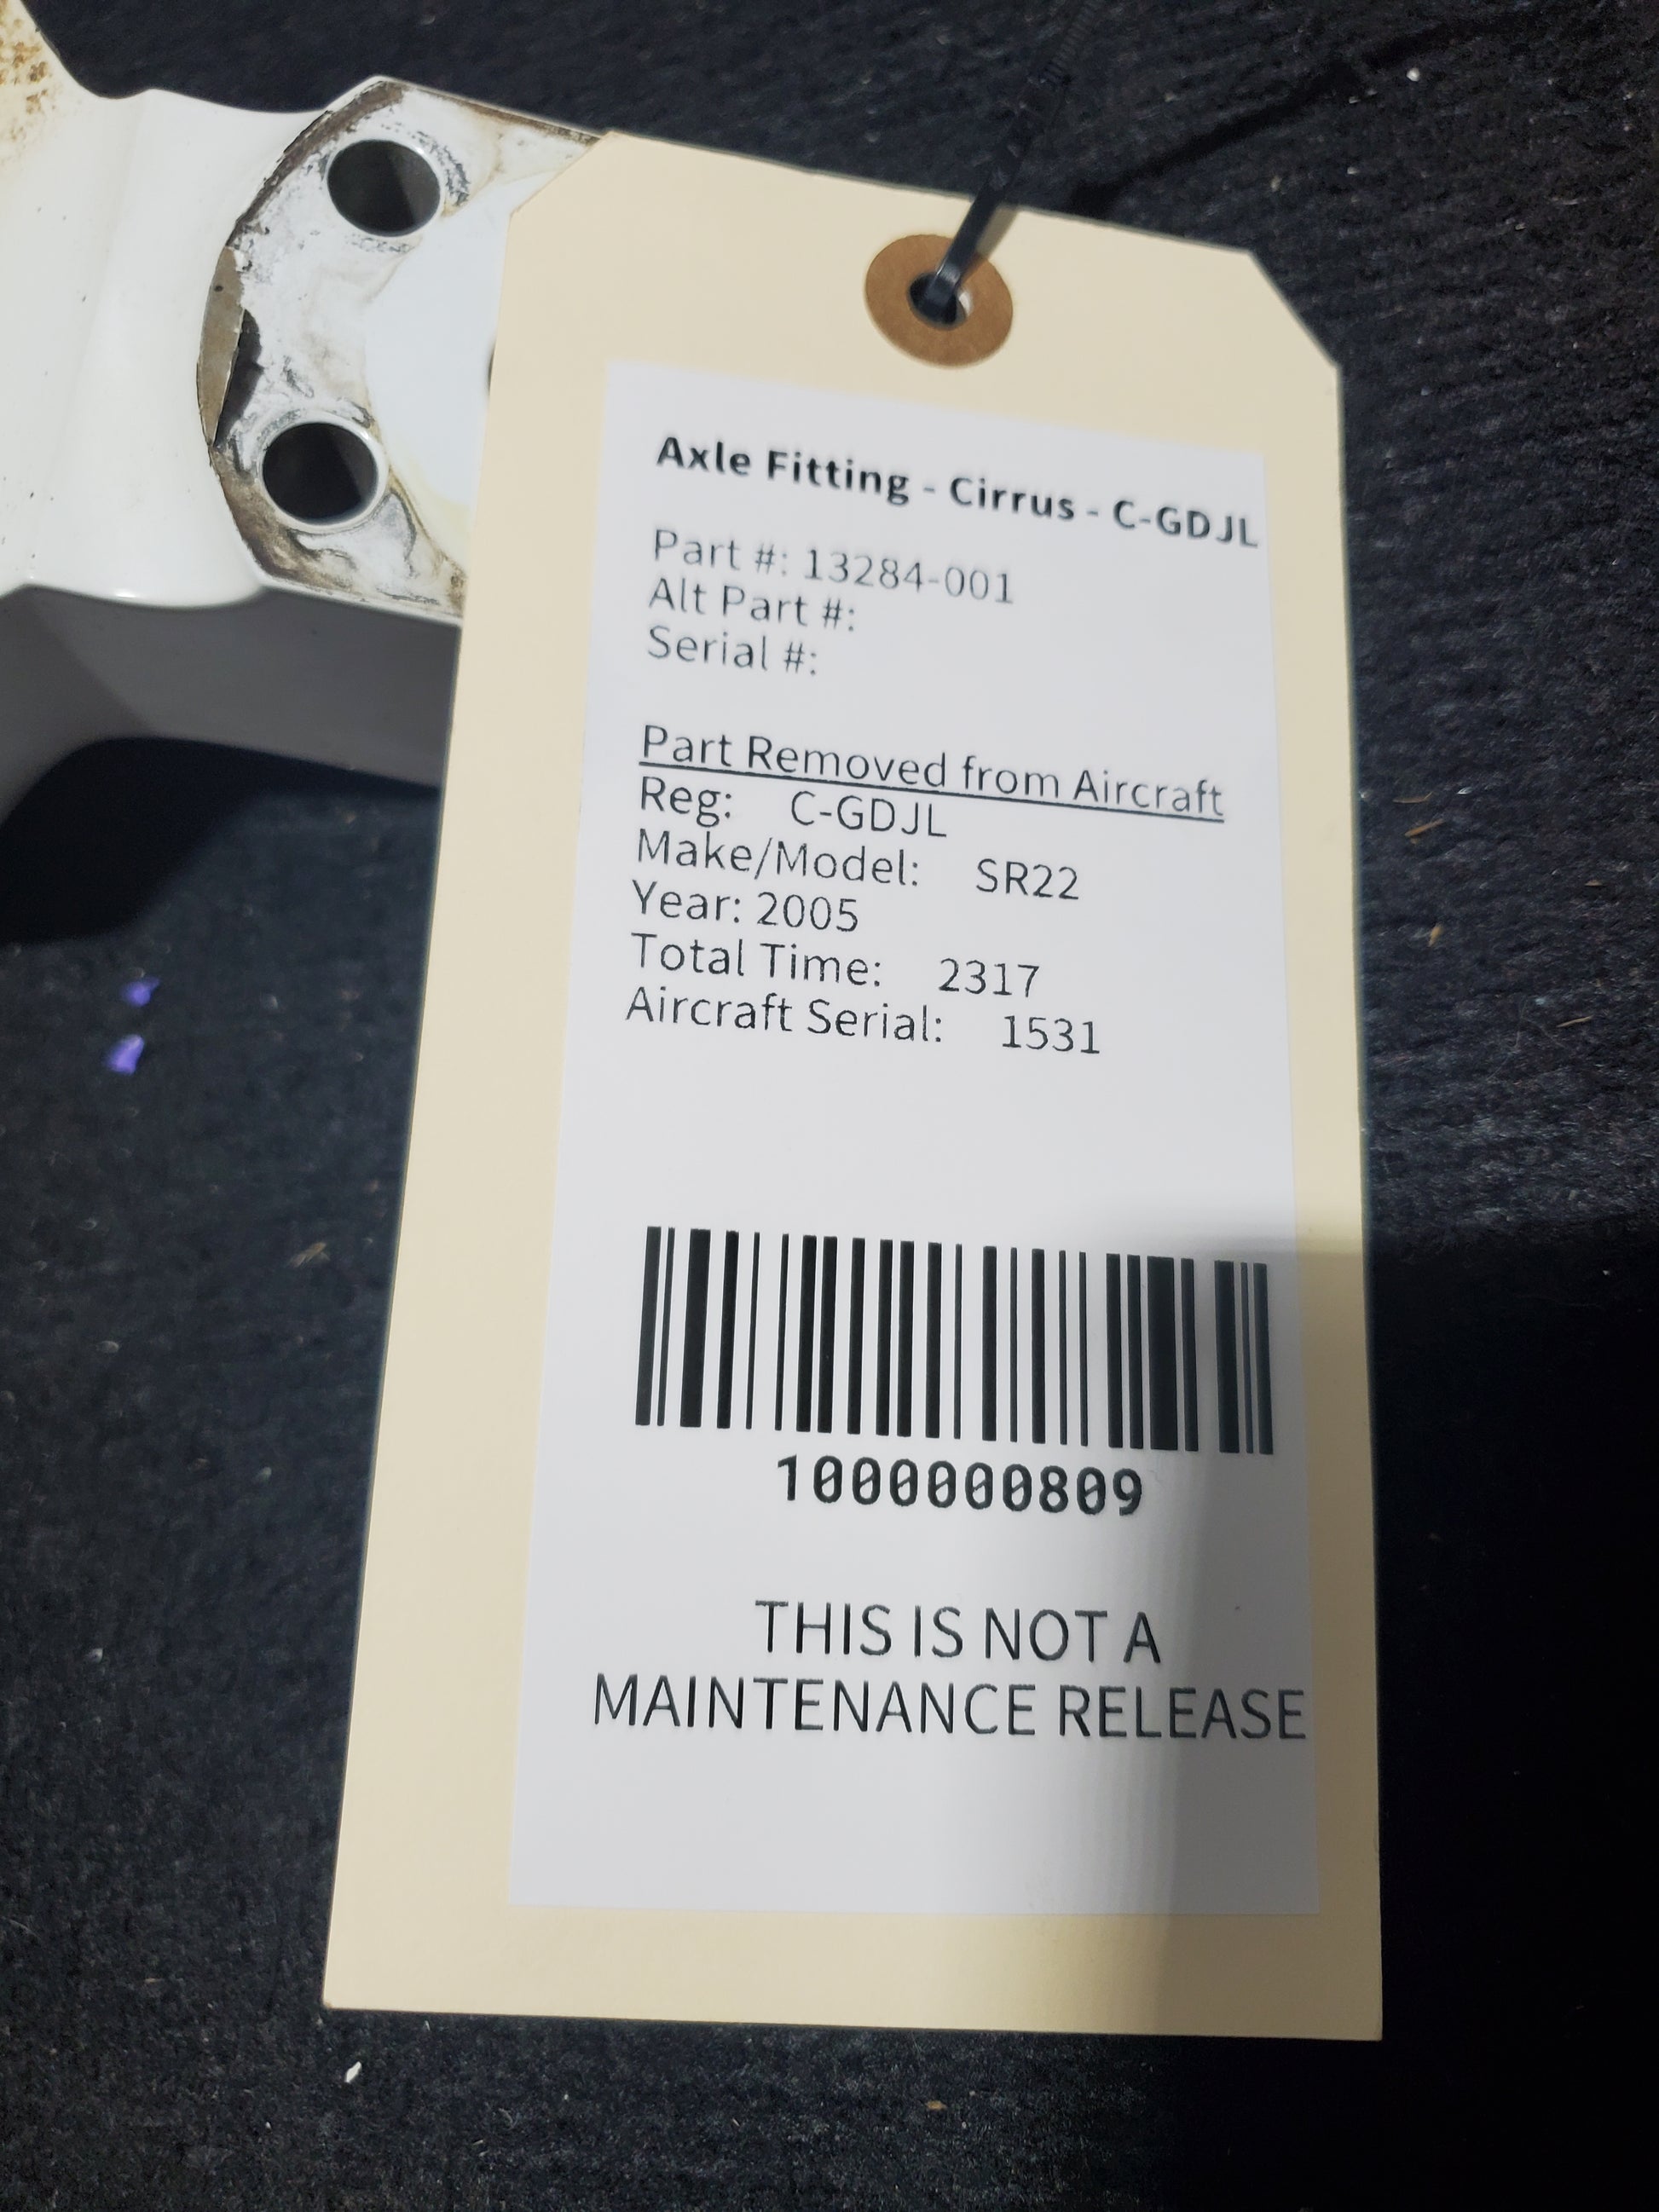 Axle Fitting - Cirrus - C-GDJL
Part #: 13284-001
Alt Part #:
Serial #:
Part Removed from Aircraft
Reg: C-GDJL
Make/Model: SR22
Year: 2005
Total Time: 2317
Aircraft Serial: 1531
1000000809
THIS IS NOT A
MAINTENANCE RELEASE